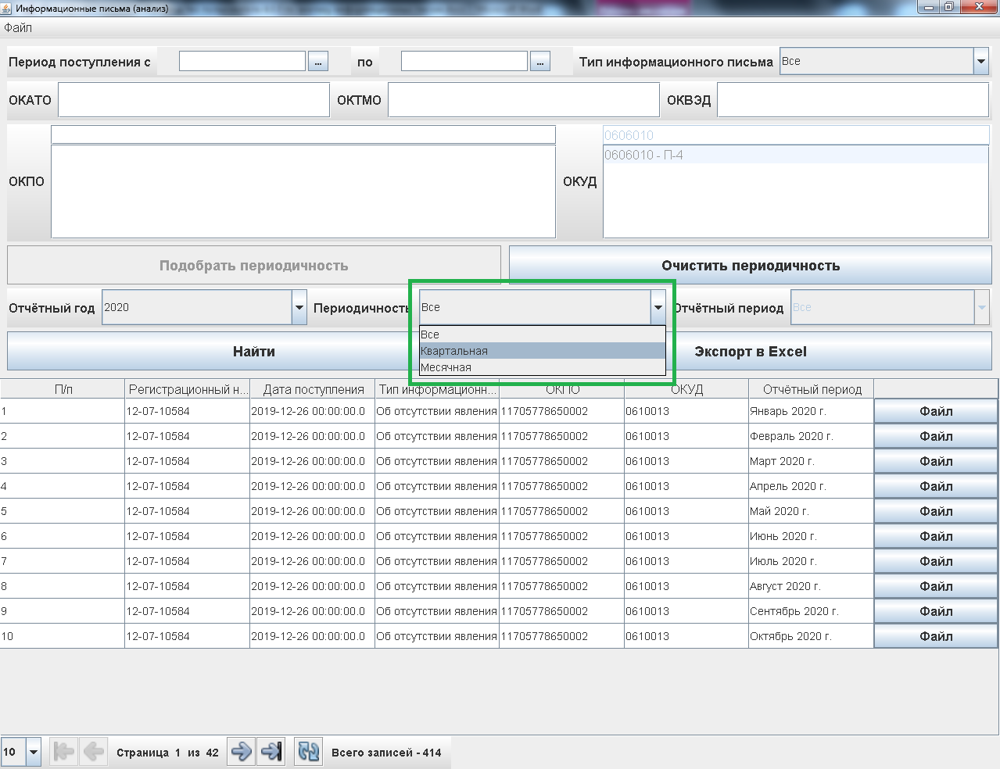 Информационные письма (анализ)
Файл
Период поступления с ... по ... Тип информационного письма Все
ОКАТО ОКТМО ОКВЭД
ОКПО ОКУД 0606010
0606010 - П-4
Подобрать периодичность Очистить периодичность
Отчётный год 2020 Периодичность Все Отчётный период Все
Все
Квартальная
Месячная
Найти Экспорт в Excel
П/п Регистрационный н... Дата поступления Тип информационн... ОКПО ОКУД Отчётный период
1 12-07-10584 2019-12-26 00:00:00.0 Об отсутствии явления 11705778650002 0610013 Январь 2020 г. Файл
2 12-07-10584 2019-12-26 00:00:00.0 Об отсутствии явления 11705778650002 0610013 Февраль 2020 г. Файл
3 12-07-10584 2019-12-26 00:00:00.0 Об отсутствии явления 11705778650002 0610013 Март 2020 г. Файл
4 12-07-10584 2019-12-26 00:00:00.0 Об отсутствии явления 11705778650002 0610013 Апрель 2020 г. Файл
5 12-07-10584 2019-12-26 00:00:00.0 Об отсутствии явления 11705778650002 0610013 Май 2020 г. Файл
6 12-07-10584 2019-12-26 00:00:00.0 Об отсутствии явления 11705778650002 0610013 Июнь 2020 г. Файл
7 12-07-10584 2019-12-26 00:00:00.0 Об отсутствии явления 11705778650002 0610013 Июль 2020 г. Файл
8 12-07-10584 2019-12-26 00:00:00.0 Об отсутствии явления 11705778650002 0610013 Август 2020 г. Файл
9 12-07-10584 2019-12-26 00:00:00.0 Об отсутствии явления 11705778650002 0610013 Сентябрь 2020 г. Файл
10 12-07-10584 2019-12-26 00:00:00.0 Об отсутствии явления 11705778650002 0610013 Октябрь 2020 г. Файл
10 Страница 1 из 42 Всего записей - 414